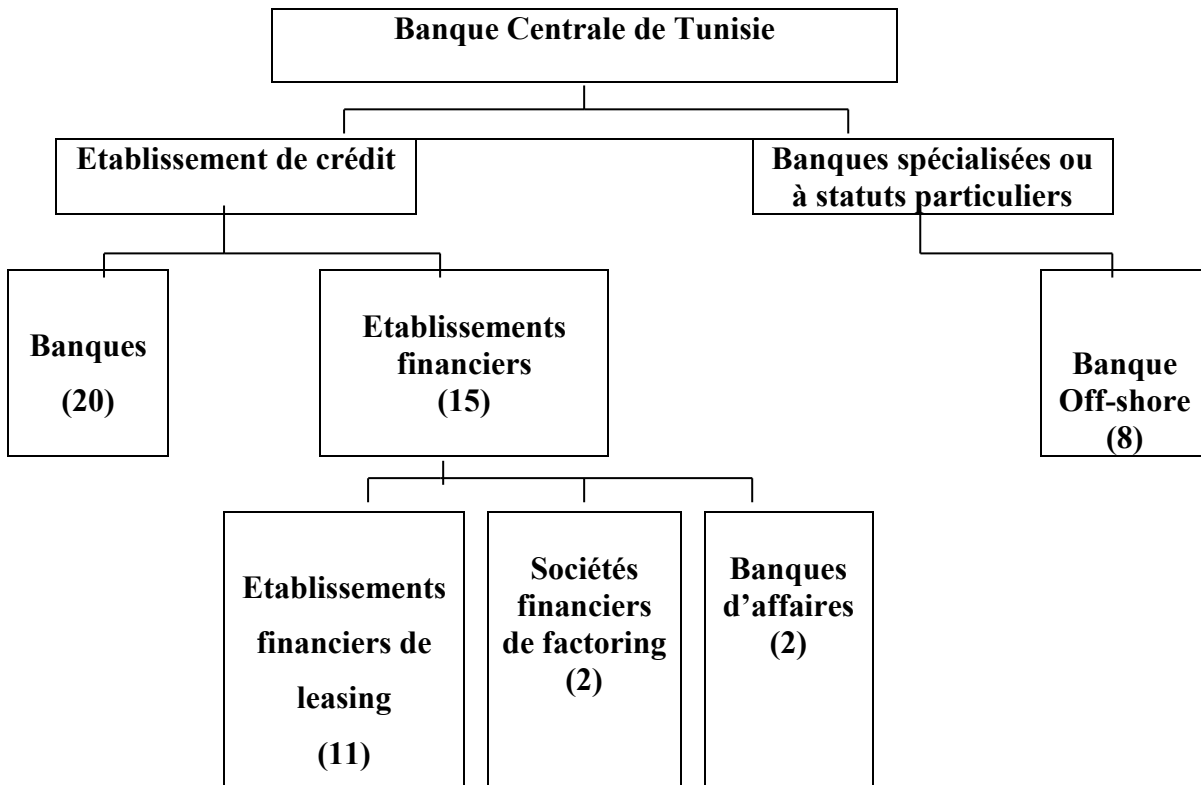 Banque Centrale de Tunisie
Etablissement de crédit
Banques spécialisées ou
à statuts particuliers
Banques
(20)
Etablissements
financiers
(15)
Banque
Off-shore
(8)
Etablissements
financiers de
leasing
(11)
Sociétés
financiers
de factoring
(2)
Banques
d’affaires
(2)